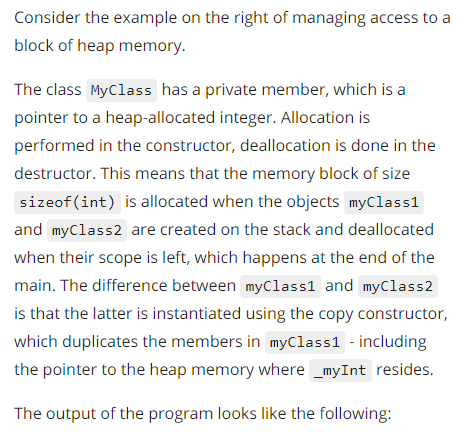 Consider the example on the right of managing access to a
block of heap memory.
The class MyClass has a private member, which is a
pointer to a heap-allocated integer. Allocation is
performed in the constructor, deallocation is done in the
destructor. This means that the memory block of size
sizeof(int) is allocated when the objects myClass1
and myClass2 are created on the stack and deallocated
when their scope is left, which happens at the end of the
main. The difference between myClass1 and myClass2
is that the latter is instantiated using the copy constructor,
which duplicates the members in myClass1 - including
the pointer to the heap memory where _myInt resides.
The output of the program looks like the following: